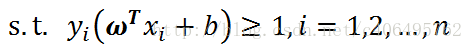 s.t. yᵢ(ωᵀxᵢ + b) ≥ 1, i = 1,2, …, n